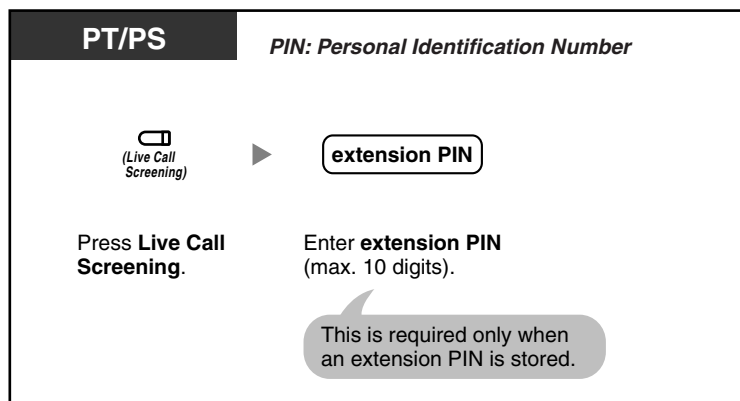 PT/PS
PIN: Personal Identification Number
(Live Call
Screening)
extension PIN
Press Live Call
Screening.
Enter extension PIN
(max. 10 digits).
This is required only when
an extension PIN is stored.